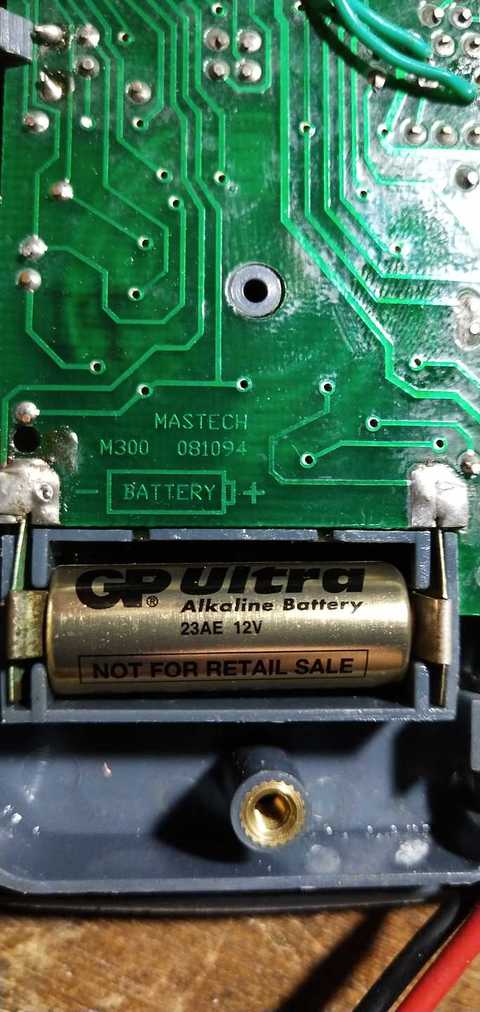 MASTECH
M300 081094
- BATTERY +
GP® Ultra
Alkaline Battery
23AE 12V
NOT FOR RETAIL SALE